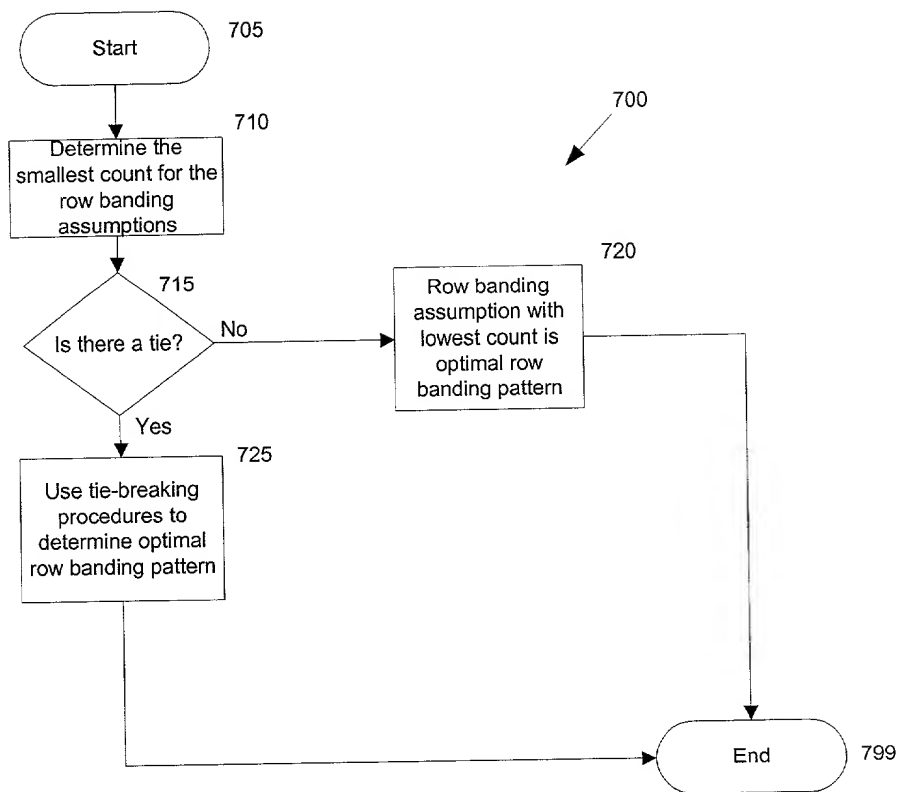 Start
705
700
710
Determine the
smallest count for the
row banding
assumptions
715
Is there a tie?
No
720
Row banding
assumption with
lowest count is
optimal row
banding pattern
Yes
725
Use tie-breaking
procedures to
determine optimal
row banding pattern
End
799